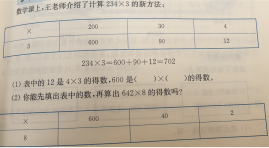 数学课上,王老师介绍了计算 234×3 的新方法:
× 200 30 4
3 600 90 12
234×3=600+90+12=702
(1) 表中的 12 是 4×3 的得数,600 是( )×( )的得数。
(2) 你能先填出表中的数,再算出 642×8 的得数吗?
× 600 40 2
8